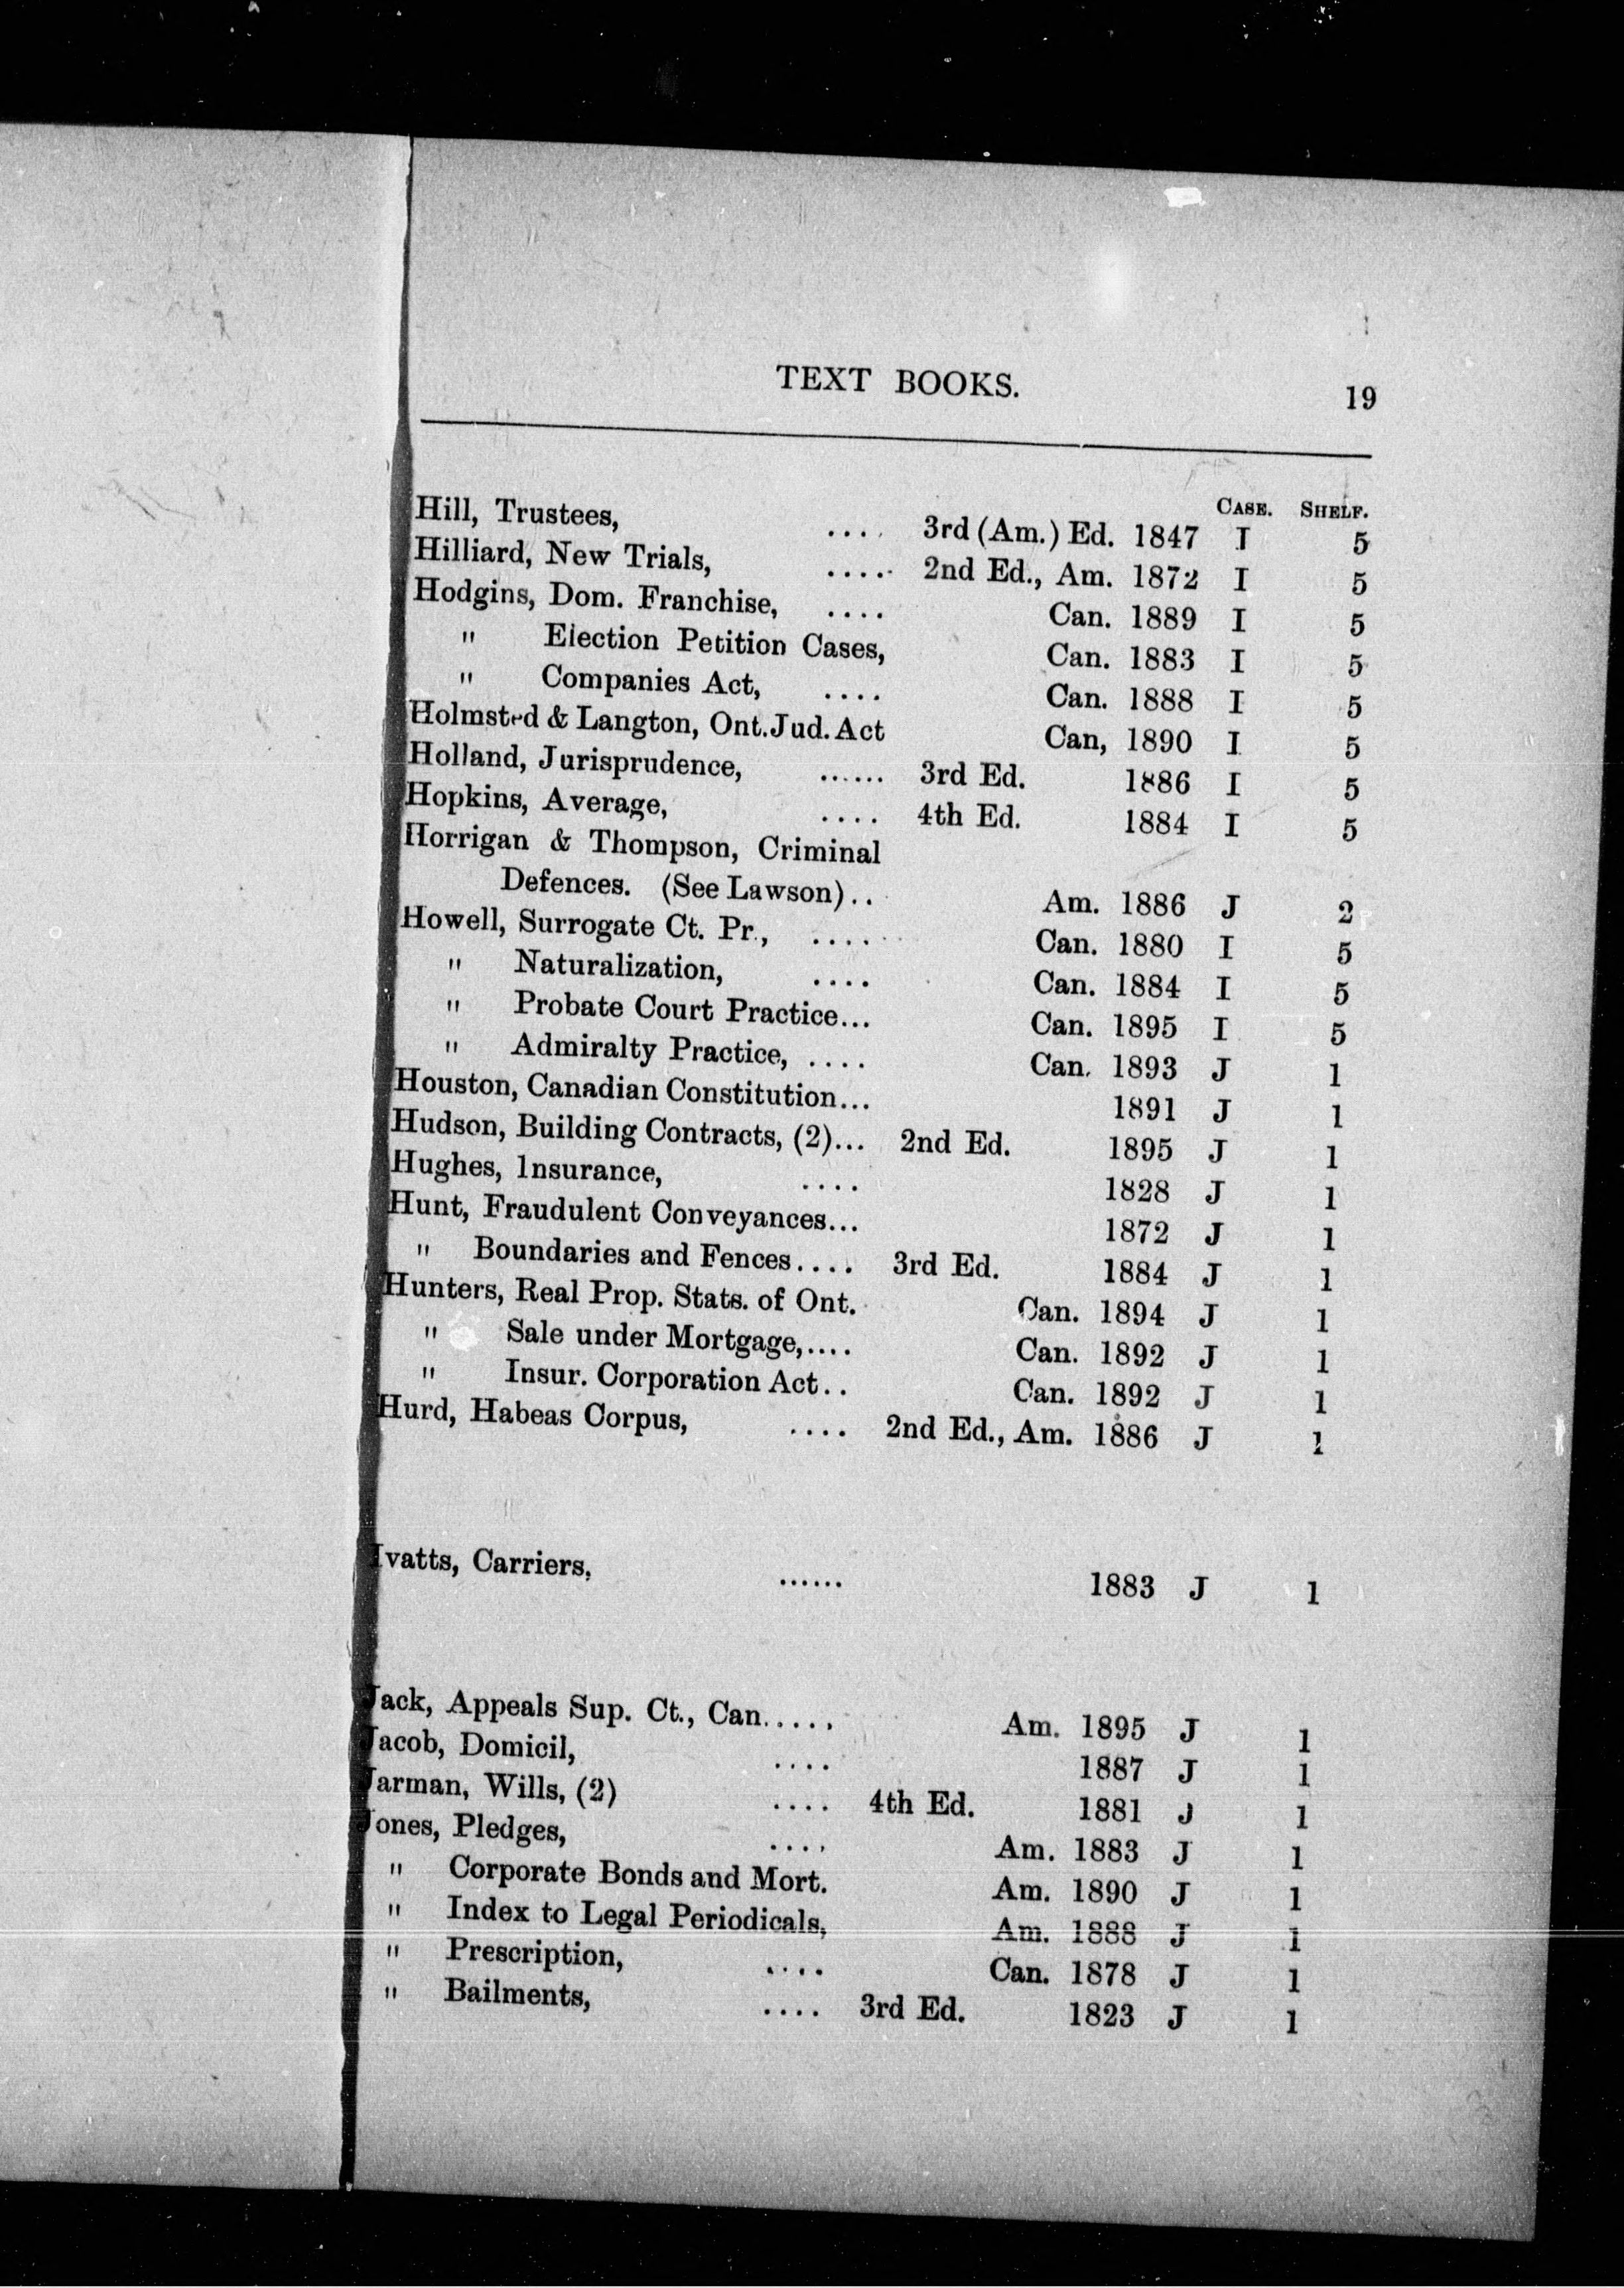 TEXT BOOKS. 19
CASE. SHELF.
Hill, Trustees, .... 3rd (Am.) Ed. 1847 I 5
Hilliard, New Trials, .... 2nd Ed., Am. 1872 I 5
Hodgins, Dom. Franchise, .... Can. 1889 I 5
" Election Petition Cases, Can. 1883 I 5
" Companies Act, .... Can. 1888 I 5
Holmsted & Langton, Ont. Jud. Act Can, 1890 I 5
Holland, Jurisprudence, ...... 3rd Ed. 1886 I 5
Hopkins, Average, .... 4th Ed. 1884 I 5
Horrigan & Thompson, Criminal
Defences. (See Lawson).. Am. 1886 J 2
Howell, Surrogate Ct. Pr., .... Can. 1880 I 5
" Naturalization, .... Can. 1884 I 5
" Probate Court Practice... Can. 1895 I 5
" Admiralty Practice, .... Can. 1893 J 1
Houston, Canadian Constitution... 1891 J 1
Hudson, Building Contracts, (2)... 2nd Ed. 1895 J 1
Hughes, Insurance, .... 1828 J 1
Hunt, Fraudulent Conveyances... 1872 J 1
" Boundaries and Fences.... 3rd Ed. 1884 J 1
Hunters, Real Prop. Stats. of Ont. Can. 1894 J 1
" Sale under Mortgage,.... Can. 1892 J 1
" Insur. Corporation Act.. Can. 1892 J 1
Hurd, Habeas Corpus, .... 2nd Ed., Am. 1886 J 1
Ivatts, Carriers, ...... 1883 J 1
Jack, Appeals Sup. Ct., Can..... Am. 1895 J 1
Jacob, Domicil, .... 1887 J 1
Jarman, Wills, (2) .... 4th Ed. 1881 J 1
Jones, Pledges, .... Am. 1883 J 1
" Corporate Bonds and Mort. Am. 1890 J 1
" Index to Legal Periodicals, Am. 1888 J 1
" Prescription, .... Can. 1878 J 1
" Bailments, .... 3rd Ed. 1823 J 1